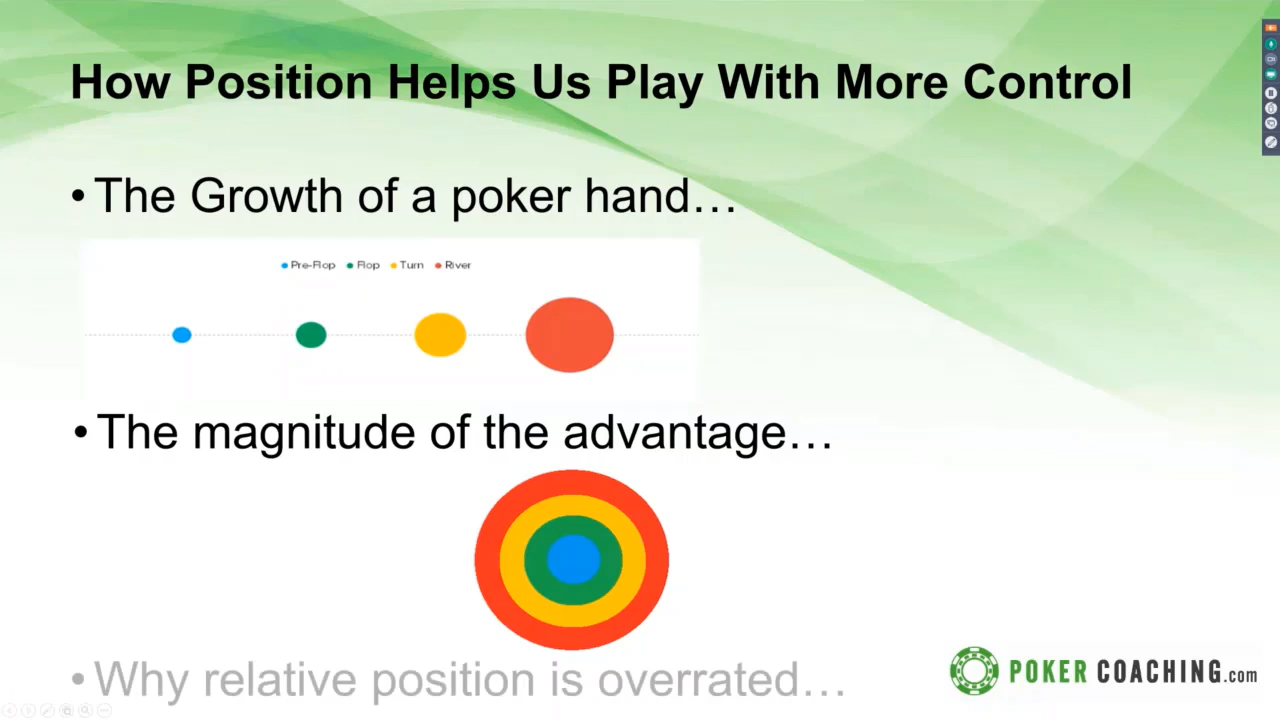 How Position Helps Us Play With More Control
• The Growth of a poker hand…
Pre-Flop Flop Turn River
• The magnitude of the advantage…
• Why relative position is overrated…
POKER COACHING.com